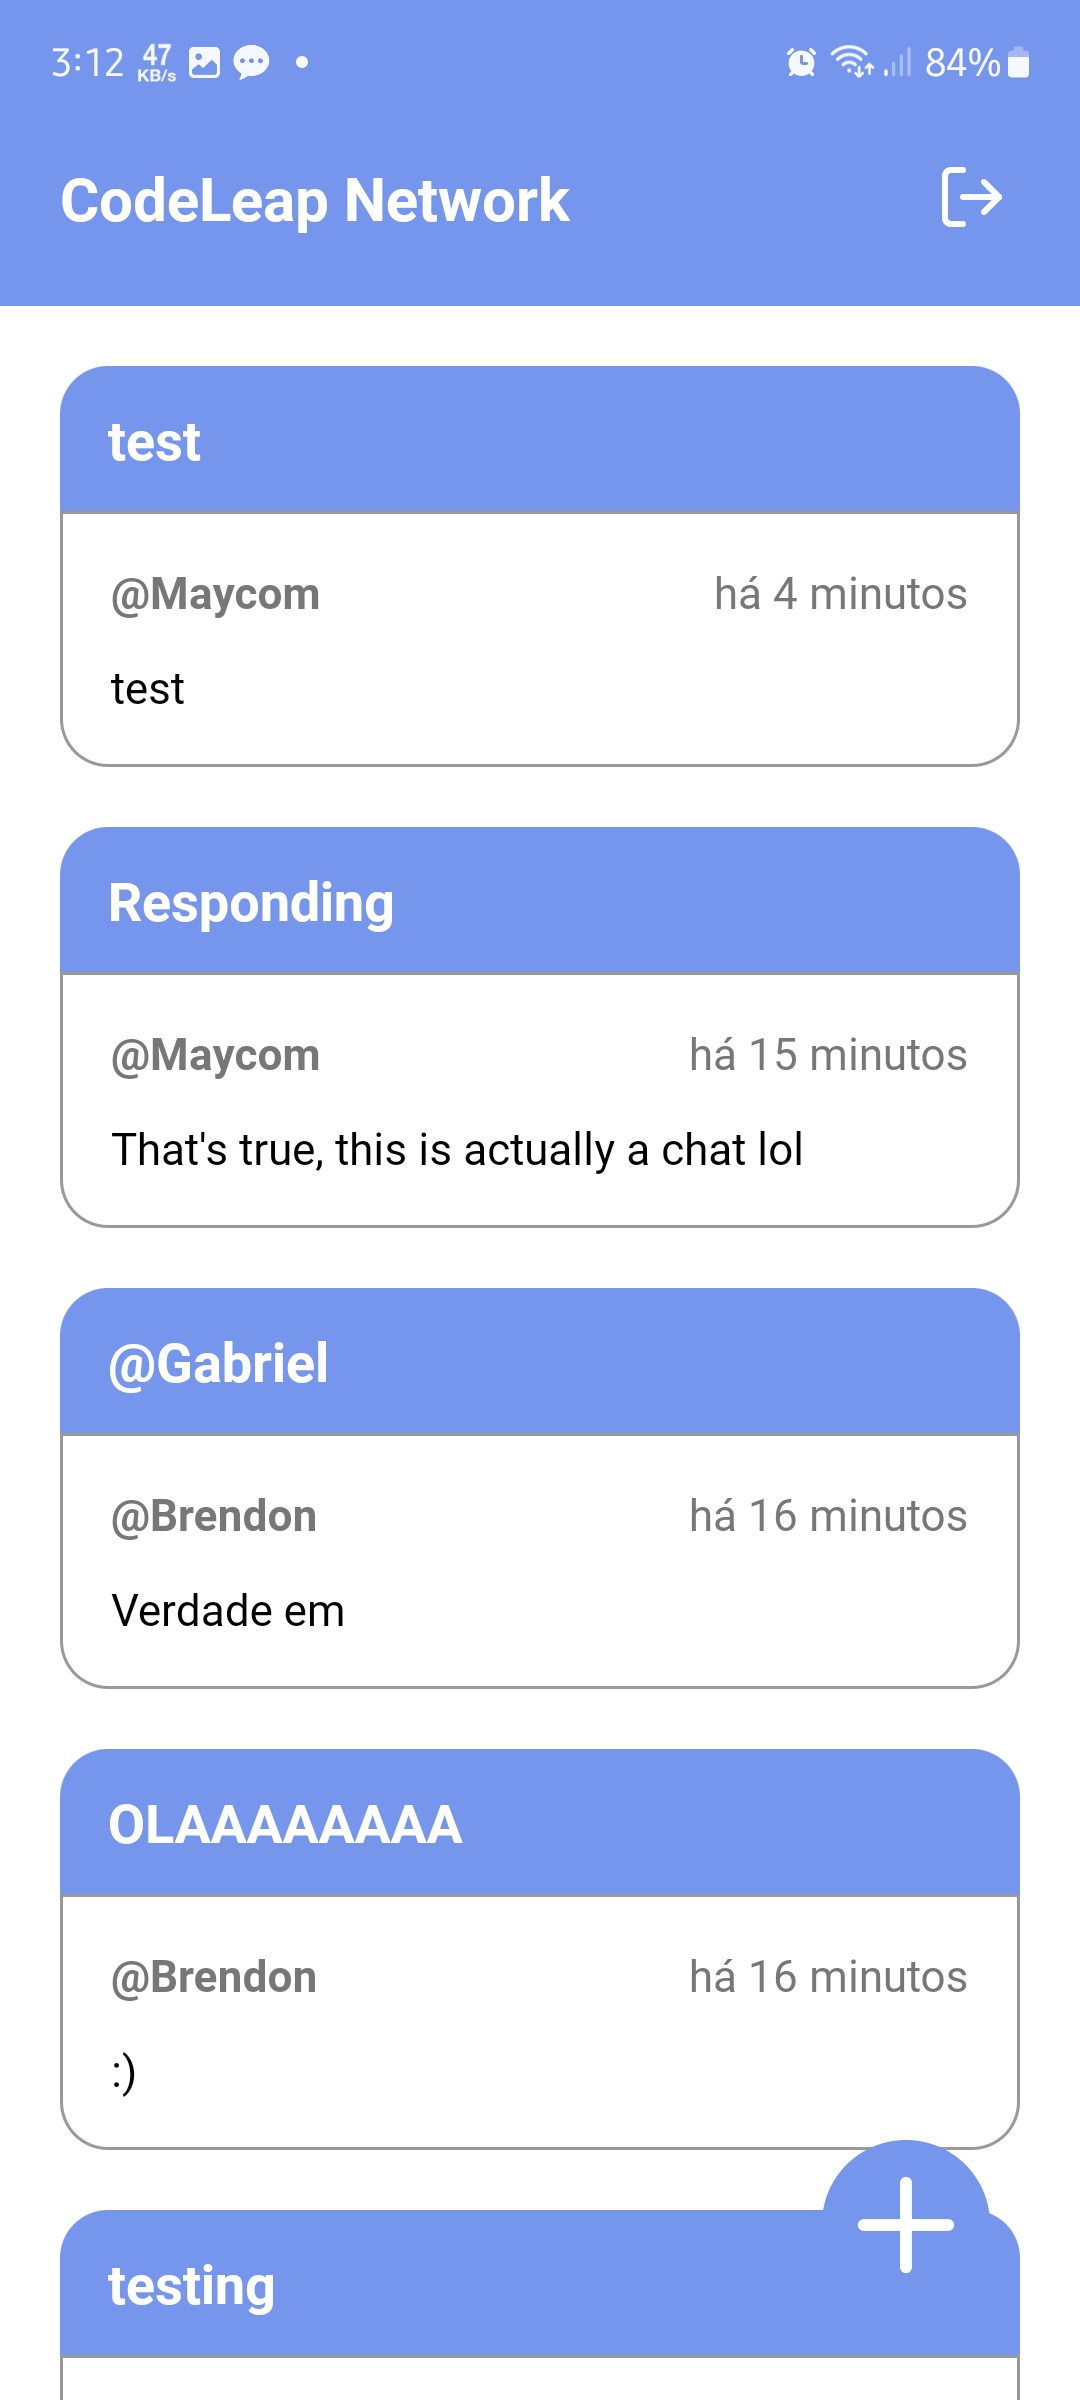 3:12 47 KB/s 84%
CodeLeap Network
test
@Maycom há 4 minutos
test
Responding
@Maycom há 15 minutos
That's true, this is actually a chat lol
@Gabriel
@Brendon há 16 minutos
Verdade em
OLAAAAAAAA
@Brendon há 16 minutos
:)
testing